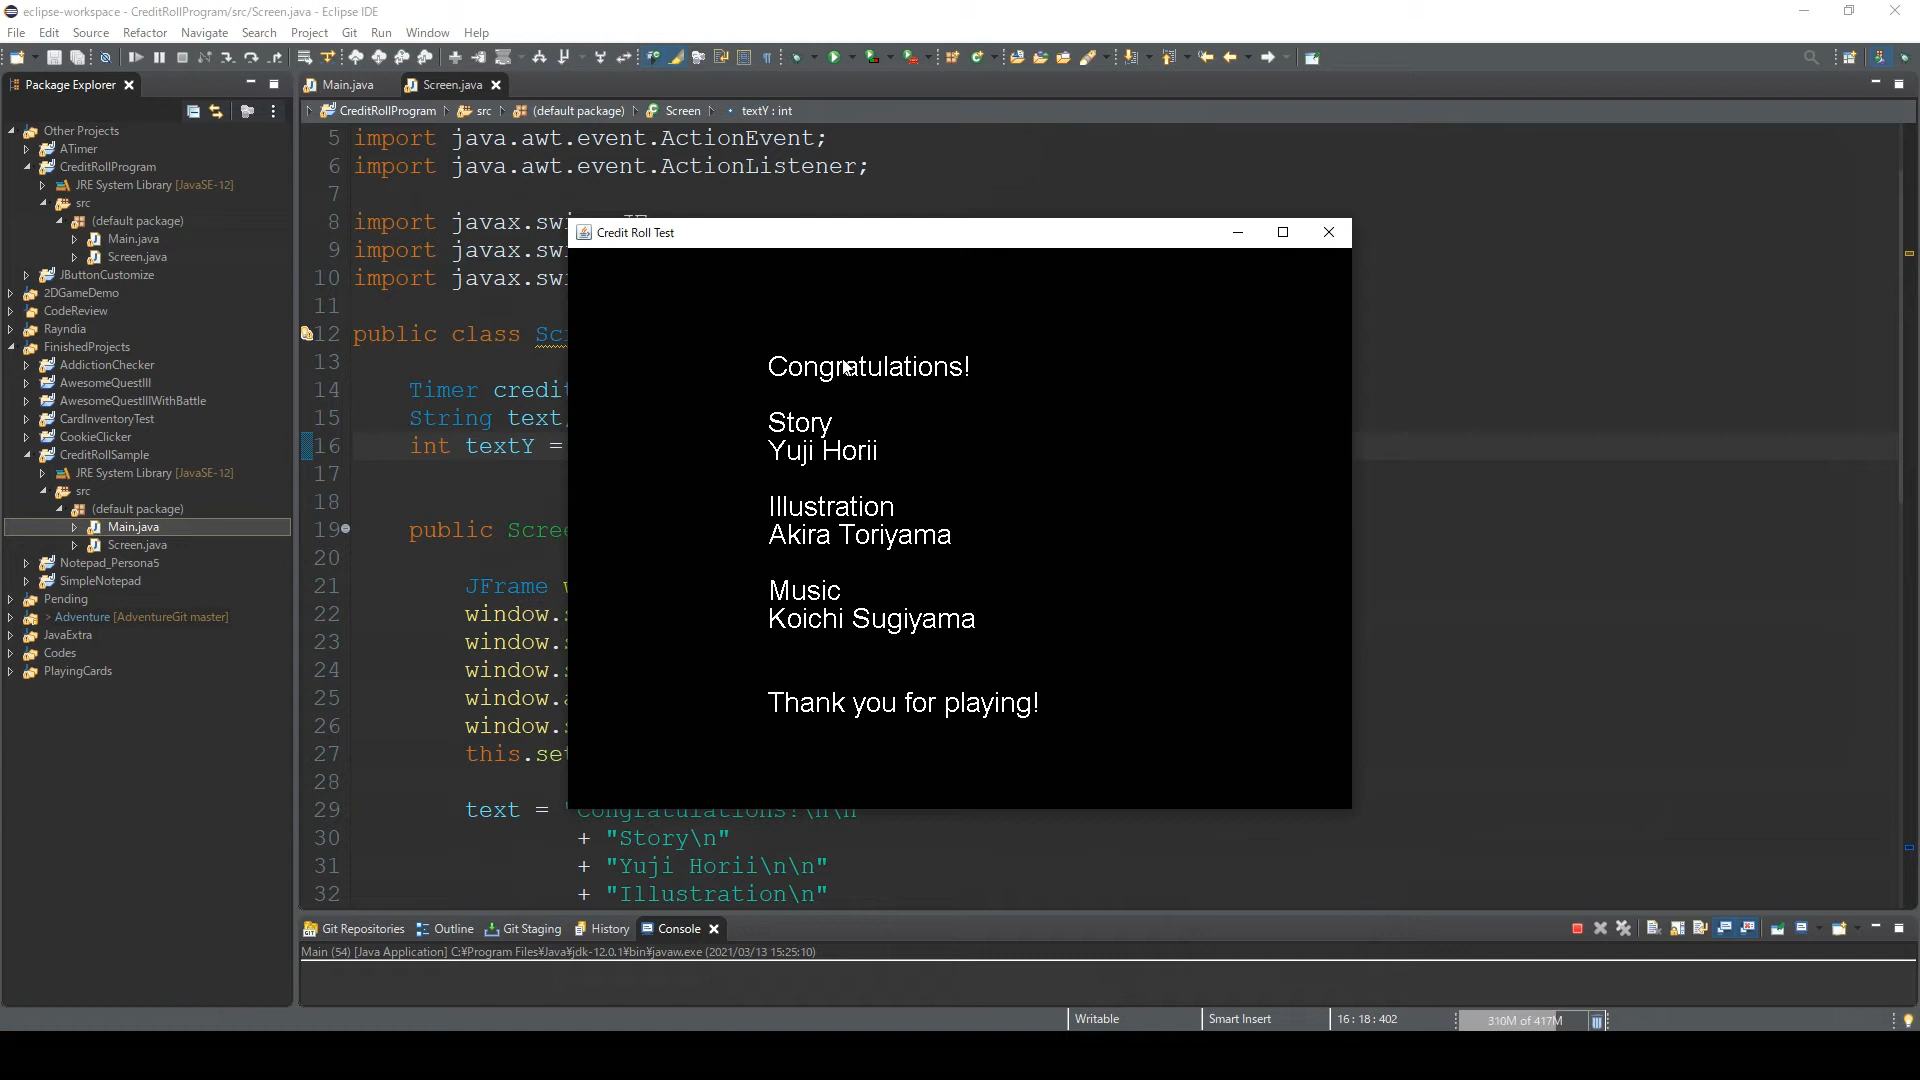 eclipse-workspace - CreditRollProgram/src/Screen.java - Eclipse IDE
File Edit Source Refactor Navigate Search Project Git Run Window Help
Package Explorer
Main.java
Screen.java
CreditRollProgram src (default package) Screen textY : int
Other Projects
ATimer
CreditRollProgram
JRE System Library [JavaSE-12]
src
(default package)
Main.java
Screen.java
JButtonCustomize
2DGameDemo
CodeReview
Rayndia
FinishedProjects
AddictionChecker
AwesomeQuestIII
AwesomeQuestIIIWithBattle
CardInventoryTest
CookieClicker
CreditRollSample
JRE System Library [JavaSE-12]
src
(default package)
Main.java
Screen.java
Notepad_Persona5
SimpleNotepad
Pending
> Adventure [AdventureGit master]
JavaExtra
Codes
PlayingCards
5 import java.awt.event.ActionEvent;
6 import java.awt.event.ActionListener;
7
8 import javax.swi
9 import javax.swi
10 import javax.swi
11
12 public class Sc
13
14 Timer credit
15 String text
16 int textY =
17
18
19 public Scree
20
21 JFrame
22 window.
23 window.
24 window.
25 window.
26 window.
27 this.set
28
29 text = "Congratulations!\n\n"
30 + "Story\n"
31 + "Yuji Horii\n\n"
32 + "Illustration\n"
Credit Roll Test
Congratulations!
Story
Yuji Horii
Illustration
Akira Toriyama
Music
Koichi Sugiyama
Thank you for playing!
Git Repositories Outline Git Staging History Console
Main (54) [Java Application] C:¥Program Files¥Java¥jdk-12.0.1¥bin¥javaw.exe (2021/03/13 15:25:10)
Writable Smart Insert 16 : 18 : 402 310M of 417M